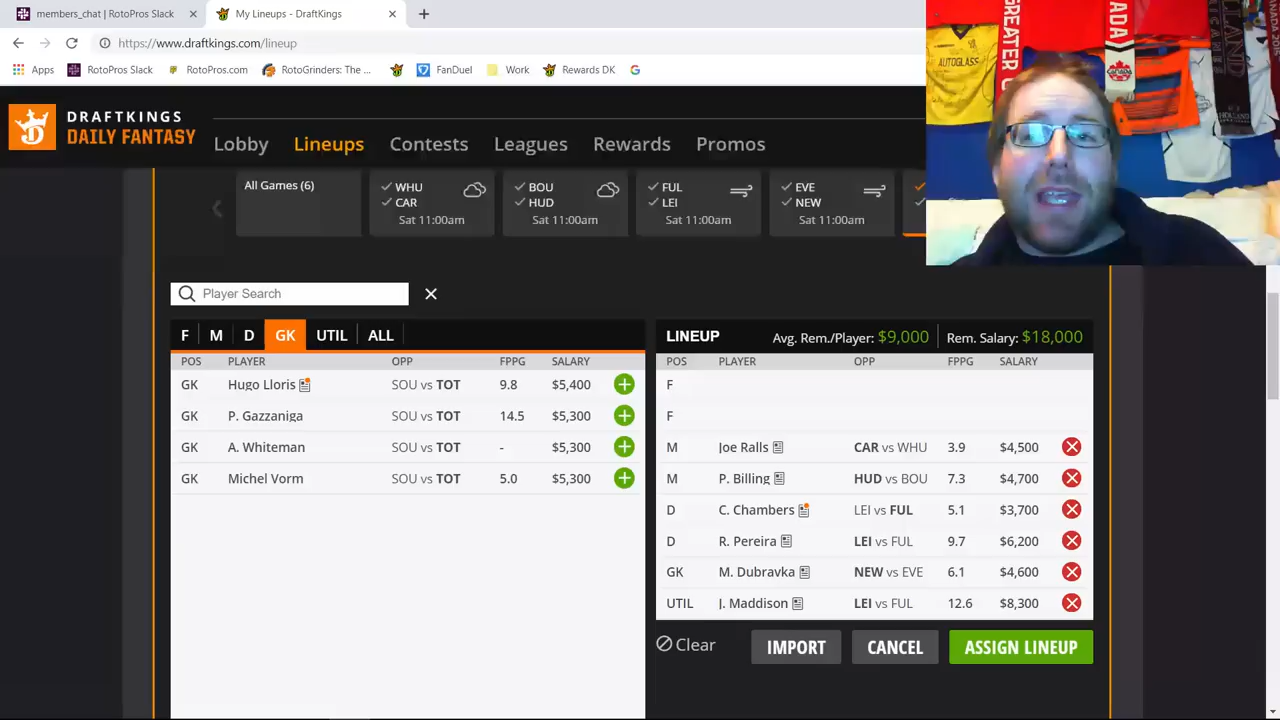 members_chat | RotoPros Slack
My Lineups - DraftKings
https://www.draftkings.com/lineup
Apps
RotoPros Slack
RotoPros.com
RotoGrinders: The ...
FanDuel
Work
Rewards DK
DRAFTKINGS
DAILY FANTASY
Lobby
Lineups
Contests
Leagues
Rewards
Promos
All Games (6)
WHU
CAR
Sat 11:00am
BOU
HUD
Sat 11:00am
FUL
LEI
Sat 11:00am
EVE
NEW
Sat 11:00am
Player Search
F M D GK UTIL ALL
POS PLAYER OPP FPPG SALARY
GK Hugo Lloris SOU vs TOT 9.8 $5,400
GK P. Gazzaniga SOU vs TOT 14.5 $5,300
GK A. Whiteman SOU vs TOT - $5,300
GK Michel Vorm SOU vs TOT 5.0 $5,300
LINEUP Avg. Rem./Player: $9,000 Rem. Salary: $18,000
POS PLAYER OPP FPPG SALARY
F
F
M Joe Ralls CAR vs WHU 3.9 $4,500
M P. Billing HUD vs BOU 7.3 $4,700
D C. Chambers LEI vs FUL 5.1 $3,700
D R. Pereira LEI vs FUL 9.7 $6,200
GK M. Dubravka NEW vs EVE 6.1 $4,600
UTIL J. Maddison LEI vs FUL 12.6 $8,300
Clear IMPORT CANCEL ASSIGN LINEUP
AUTOGLASS
GREATER